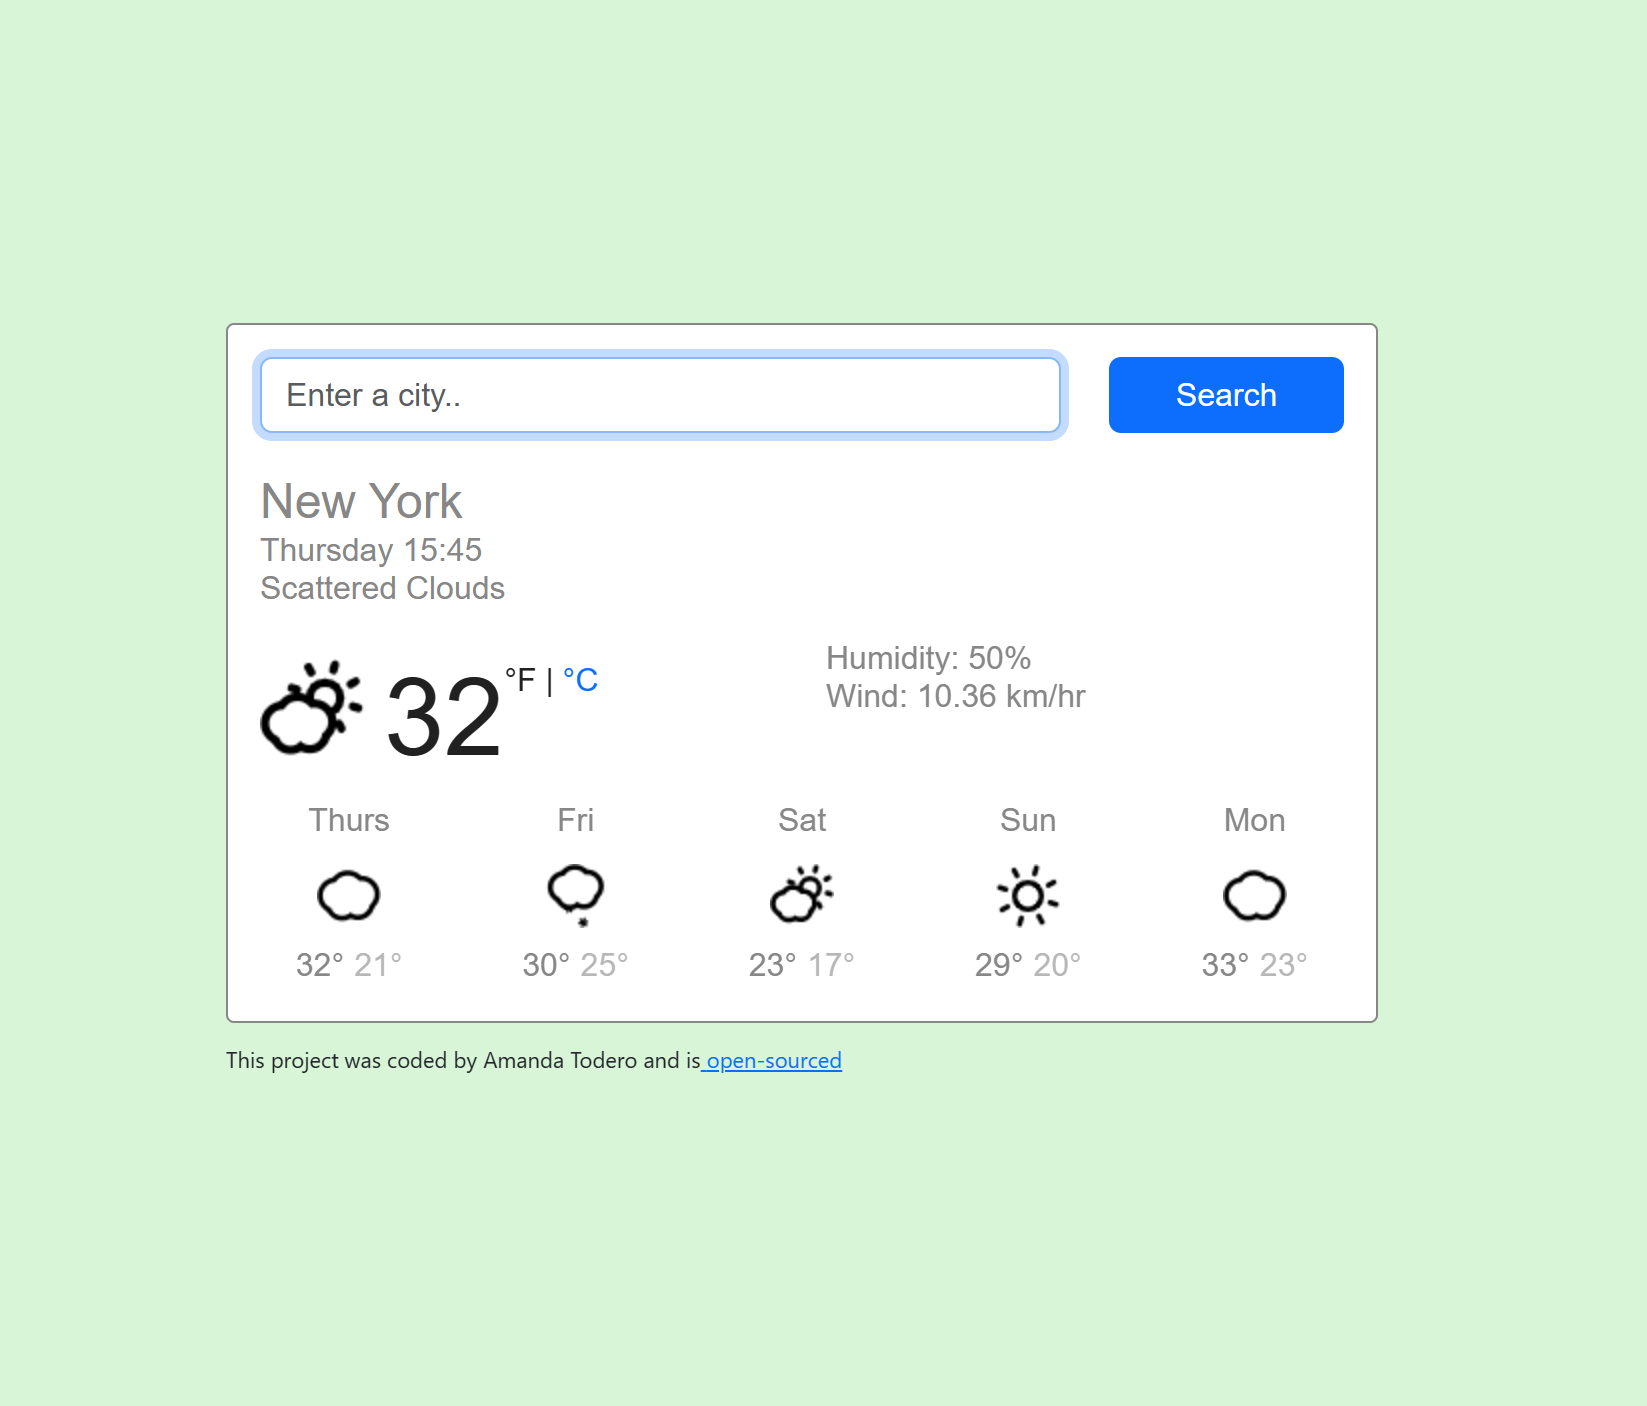 Enter a city..
Search
New York
Thursday 15:45
Scattered Clouds
32 °F | °C
Humidity: 50%
Wind: 10.36 km/hr
Thurs Fri Sat Sun Mon
32° 21° 30° 25° 23° 17° 29° 20° 33° 23°
This project was coded by Amanda Todero and is open-sourced